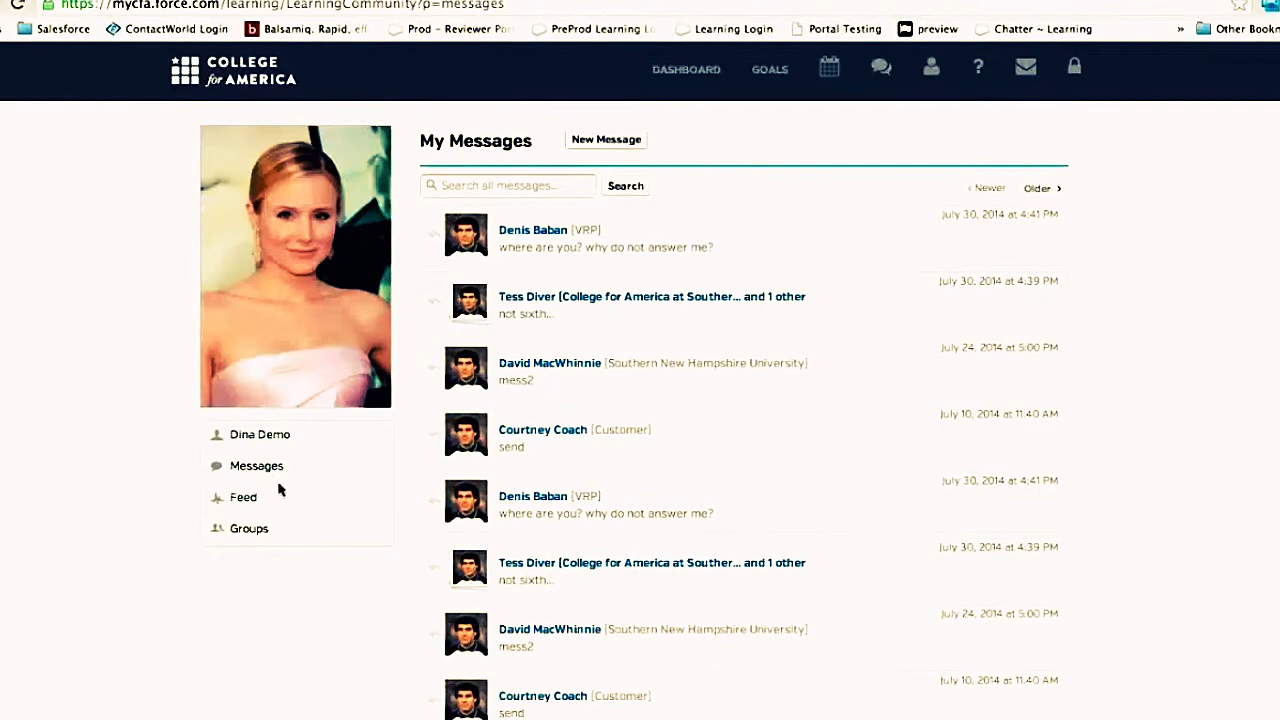 https://mycfa.force.com/learning/LearningCommunity?p=messages
Salesforce ContactWorld Login Balsamiq. Rapid, eff Prod - Reviewer Por PreProd Learning Lo Learning Login Portal Testing preview Chatter ~ Learning » Other Bookm
COLLEGE for AMERICA
DASHBOARD GOALS ?
My Messages New Message
Search all messages... Search ‹ Newer Older ›
July 30, 2014 at 4:41 PM
Denis Baban [VRP]
where are you? why do not answer me?
July 30, 2014 at 4:39 PM
Tess Diver (College for America at Souther... and 1 other
not sixth...
July 24, 2014 at 5:00 PM
David MacWhinnie [Southern New Hampshire University]
mess2
July 10, 2014 at 11:40 AM
Courtney Coach [Customer]
send
July 30, 2014 at 4:41 PM
Denis Baban [VRP]
where are you? why do not answer me?
July 30, 2014 at 4:39 PM
Tess Diver (College for America at Souther... and 1 other
not sixth...
July 24, 2014 at 5:00 PM
David MacWhinnie [Southern New Hampshire University]
mess2
July 10, 2014 at 11:40 AM
Courtney Coach [Customer]
send
Dina Demo
Messages
Feed
Groups